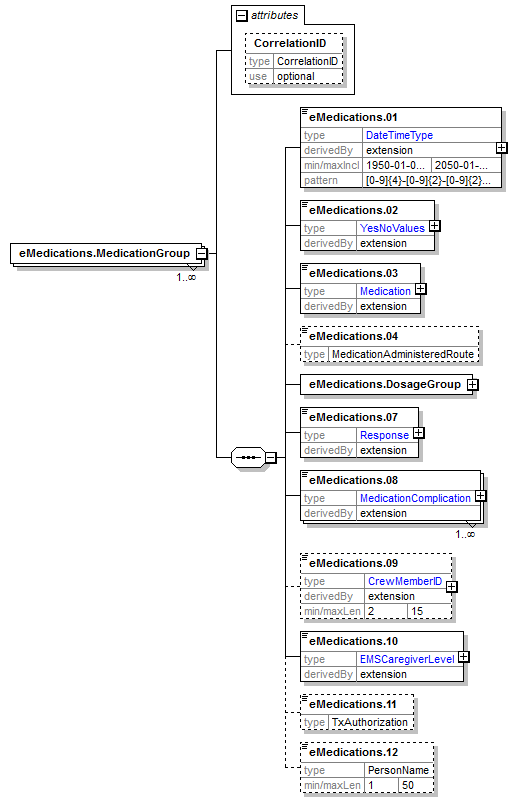 attributes
CorrelationID
type CorrelationID
use optional
eMedications.MedicationGroup
1..∞
eMedications.01
type DateTimeType
derivedBy extension
min/maxIncl 1950-01-0... 2050-01-...
pattern [0-9]{4}-[0-9]{2}-[0-9]{2}...
eMedications.02
type YesNoValues
derivedBy extension
eMedications.03
type Medication
derivedBy extension
eMedications.04
type MedicationAdministeredRoute
eMedications.DosageGroup
eMedications.07
type Response
derivedBy extension
eMedications.08
type MedicationComplication
derivedBy extension
1..∞
eMedications.09
type CrewMemberID
derivedBy extension
min/maxLen 2 15
eMedications.10
type EMSCaregiverLevel
derivedBy extension
eMedications.11
type TxAuthorization
eMedications.12
type PersonName
min/maxLen 1 50